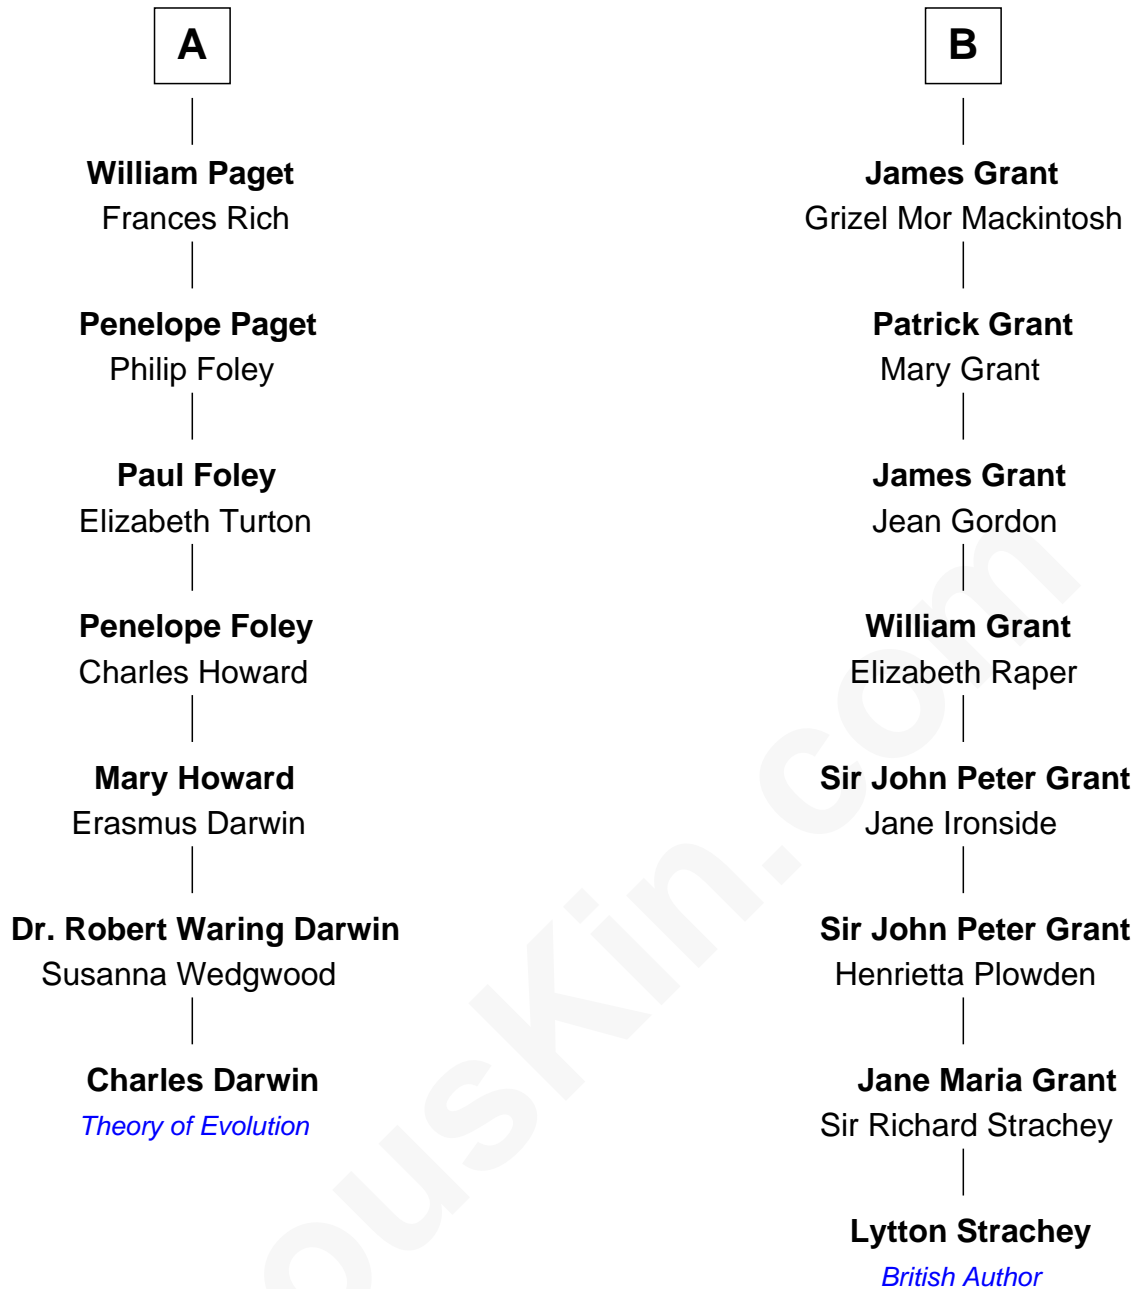 A
William Paget
Frances Rich
Penelope Paget
Philip Foley
Paul Foley
Elizabeth Turton
Penelope Foley
Charles Howard
Mary Howard
Erasmus Darwin
Dr. Robert Waring Darwin
Susanna Wedgwood
Charles Darwin
Theory of Evolution
B
James Grant
Grizel Mor Mackintosh
Patrick Grant
Mary Grant
James Grant
Jean Gordon
William Grant
Elizabeth Raper
Sir John Peter Grant
Jane Ironside
Sir John Peter Grant
Henrietta Plowden
Jane Maria Grant
Sir Richard Strachey
Lytton Strachey
British Author
ousKin.com